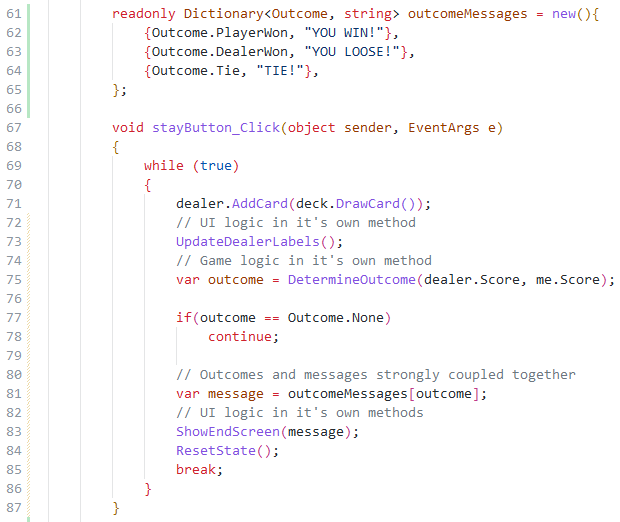 61 readonly Dictionary<Outcome, string> outcomeMessages = new(){
62 {Outcome.PlayerWon, "YOU WIN!"},
63 {Outcome.DealerWon, "YOU LOOSE!"},
64 {Outcome.Tie, "TIE!"},
65 };
66
67 void stayButton_Click(object sender, EventArgs e)
68 {
69 while (true)
70 {
71 dealer.AddCard(deck.DrawCard());
72 // UI logic in it's own method
73 UpdateDealerLabels();
74 // Game logic in it's own method
75 var outcome = DetermineOutcome(dealer.Score, me.Score);
76
77 if(outcome == Outcome.None)
78 continue;
79
80 // Outcomes and messages strongly coupled together
81 var message = outcomeMessages[outcome];
82 // UI logic in it's own methods
83 ShowEndScreen(message);
84 ResetState();
85 break;
86 }
87 }